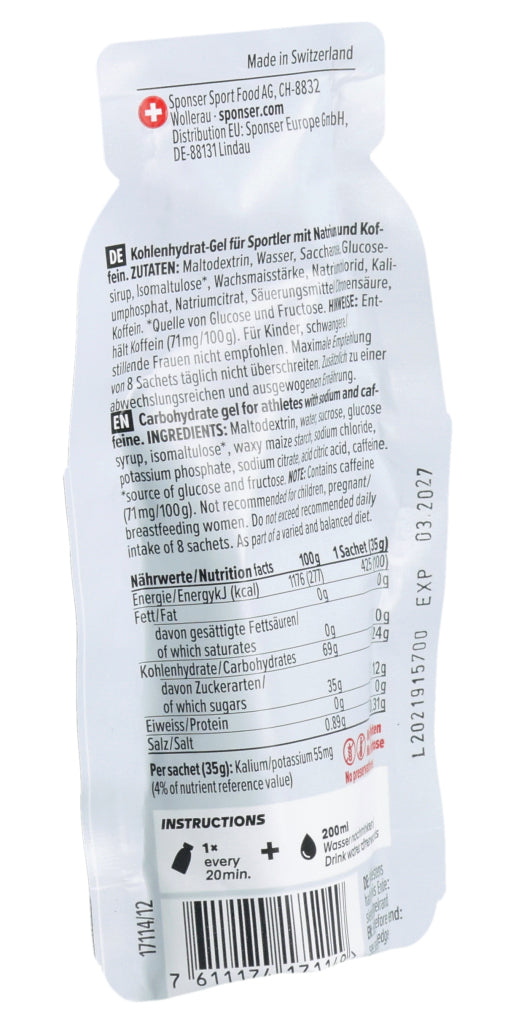 Made in Switzerland
Sponser Sport Food AG, CH-8832
Wollerau · sponser.com
Distribution EU: Sponser Europe GmbH,
DE-88131 Lindau
DE Kohlenhydrat-Gel für Sportler mit Natrium und Kof-
fein. ZUTATEN: Maltodextrin, Wasser, Glucose-
sirup, Isomaltulose*, Wachsmaisstärke, Kali-
umphosphat, Natriumcitrat, Säuerungsmittel
Koffein. *Quelle von Glucose und Fructose. HINWEISE: Ent-
hält Koffein (71mg/100g). Für Kinder, schwangere/
stillende Frauen nicht empfohlen. Maximale Empfehlung
von 8 Sachets täglich nicht überschreiten. Zusätzlich zu einer
abwechslungsreichen und ausgewogenen Ernährung.
EN Carbohydrate gel for athletes with sodium and caf-
feine. INGREDIENTS: Maltodextrin, water, sucrose, glucose
syrup, isomaltulose*, waxy maize starch, sodium chloride,
potassium phosphate, sodium citrate, acid citric acid, caffeine.
*source of glucose and fructose. NOTE: Contains caffeine
(71mg/100g). Not recommended for children, pregnant/
breastfeeding women. Do not exceed recommended daily
intake of 8 sachets. As part of a varied and balanced diet.
Nährwerte/Nutrition facts 100g 1 Sachet (35g)
Energie/Energy kJ (kcal) 1176 (277) 425 (100)
Fett/Fat 0g 0g
davon gesättigte Fettsäuren/
of which saturates 0g 0g
Kohlenhydrate/Carbohydrates 69g 24g
davon Zuckerarten/
of which sugars 35g 12g
Eiweiss/Protein 0g 0g
Salz/Salt 0.89g 0.31g
Per sachet (35g): Kalium/potassium 55mg
(4% of nutrient reference value)
INSTRUCTIONS
1x
every
20min.
+
200ml
Wasser nachtrinken
Drink water afterwards
17114/12
L2021915700 EXP 03.2027